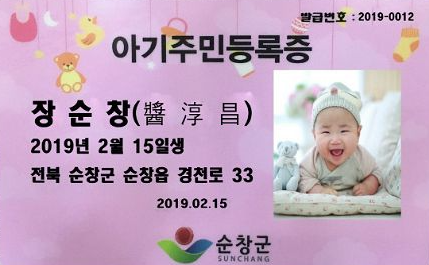 발급번호 : 2019-0012
아기주민등록증
장 순 창(醬 淳 昌)
2019년 2월 15일생
전북 순창군 순창읍 경천로 33
2019.02.15
순창군
SUNCHANG